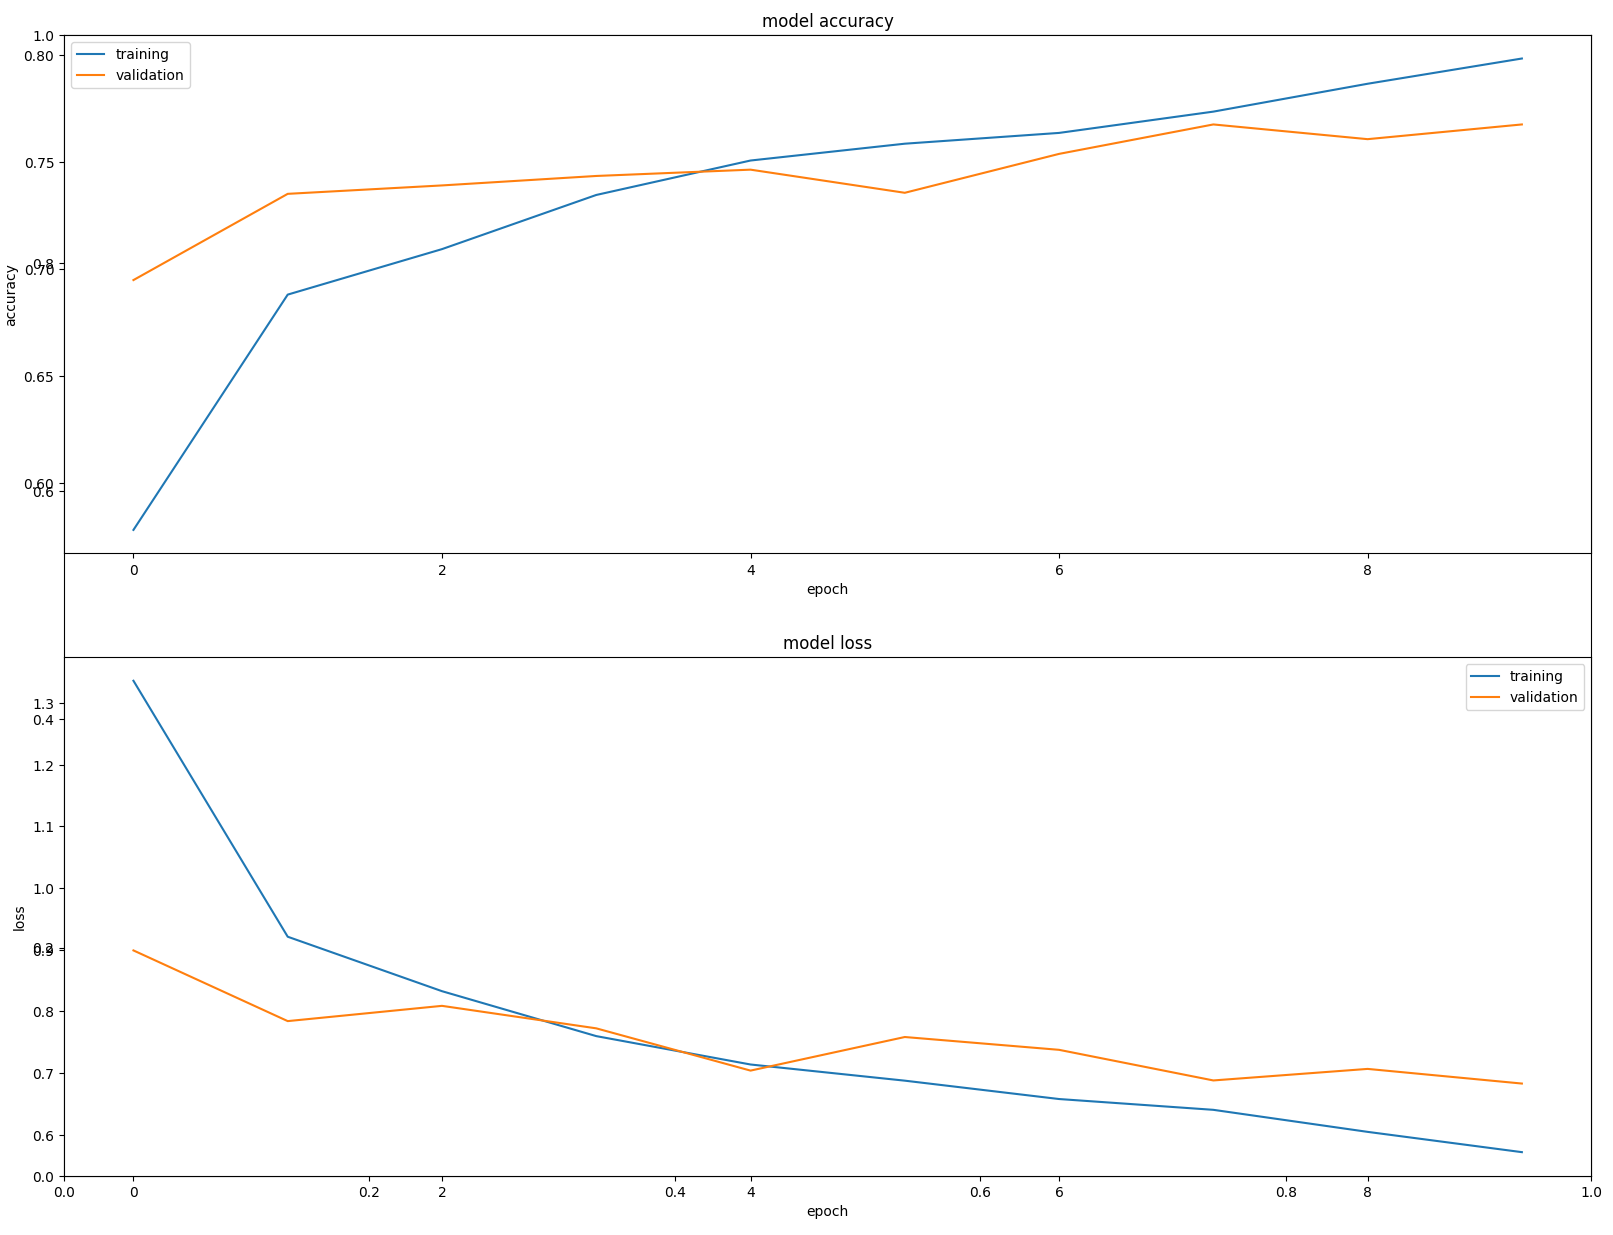 model accuracy
1.0
0.80
training
validation
0.75
0.8
0.70
accuracy
0.65
0.60
0.6
0 2 4 6 8
epoch
model loss
training
validation
1.3
0.4
1.2
1.1
1.0
loss
0.2
0.9
0.8
0.7
0.6
0.0
0.0 0 0.2 2 0.4 4 0.6 6 0.8 8 1.0
epoch